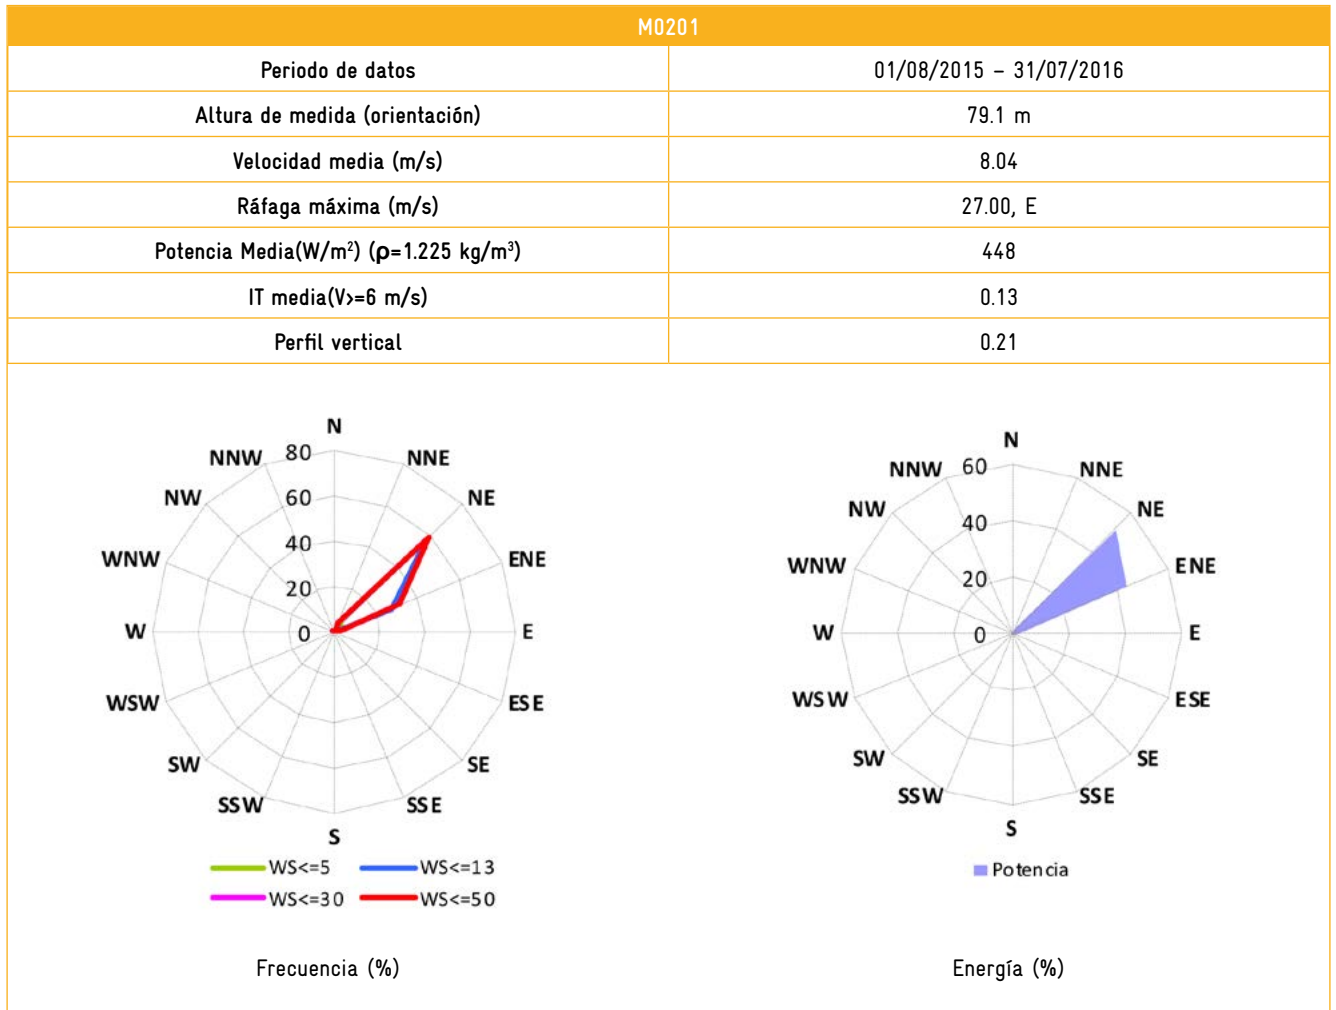 M0201
Periodo de datos 01/08/2015 – 31/07/2016
Altura de medida (orientación) 79.1 m
Velocidad media (m/s) 8.04
Ráfaga máxima (m/s) 27.00, E
Potencia Media(W/m²) (ρ=1.225 kg/m³) 448
IT media(V>=6 m/s) 0.13
Perfil vertical 0.21
N
NNW 80 NNE
NW 60 NE
WNW 40 ENE
20
W 0 E
WSW ESE
SW SE
SSW SSE
S
WS<=5 WS<=13
WS<=30 WS<=50
Frecuencia (%)
N
NNW 60 NNE
NW 40 NE
WNW 20 ENE
W 0 E
WSW ESE
SW SE
SSW SSE
S
Potencia
Energía (%)